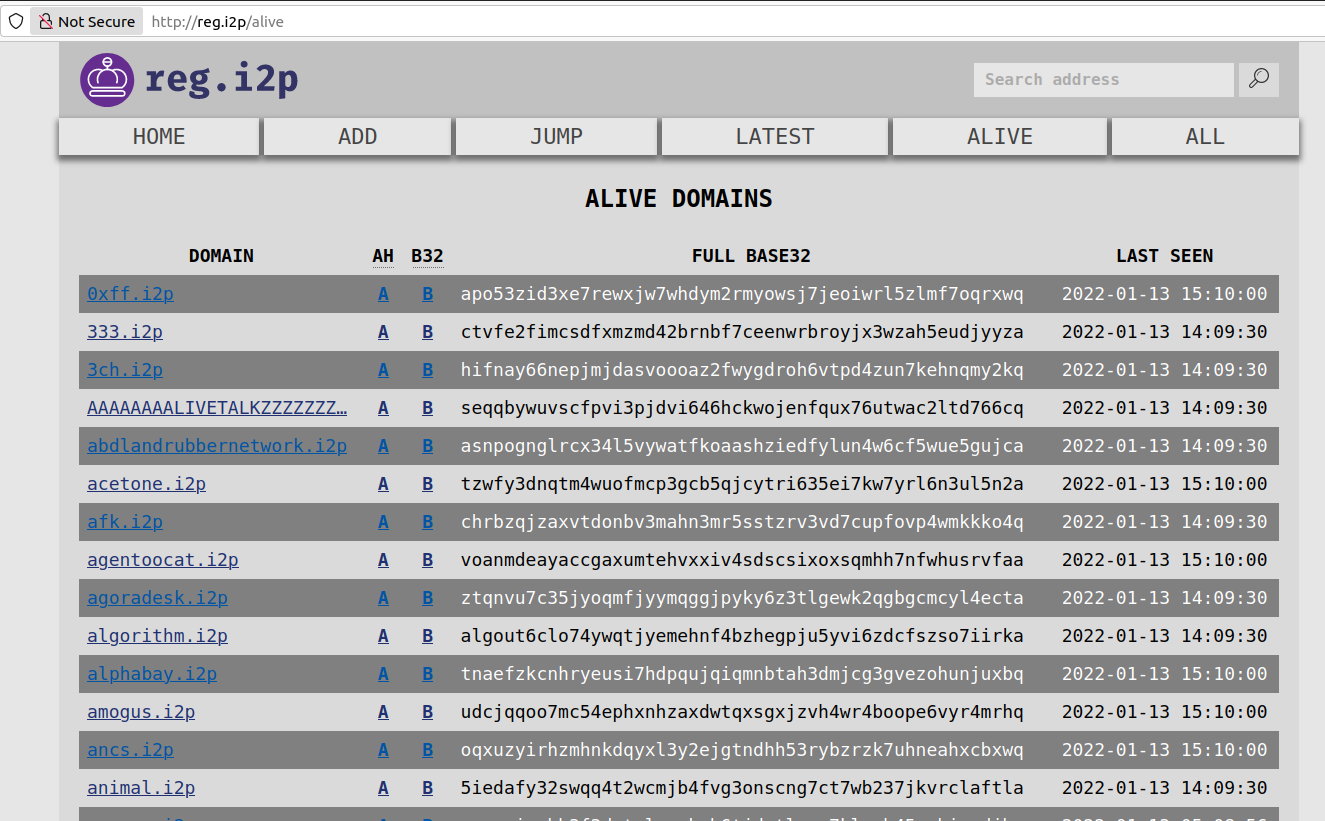 Not Secure http://reg.i2p/alive
reg.i2p
Search address
HOME ADD JUMP LATEST ALIVE ALL
ALIVE DOMAINS
DOMAIN AH B32 FULL BASE32 LAST SEEN
0xff.i2p A B apo53zid3xe7rewxjw7whdym2rmyowsj7jeoiwrl5zlmf7oqrxwq 2022-01-13 15:10:00
333.i2p A B ctvfe2fimcsdfxmzmd42brnbf7ceenwrbroyjx3wzah5eudjyyza 2022-01-13 14:09:30
3ch.i2p A B hifnay66nepjmjdasvoooaz2fwygdroh6vtpd4zun7kehnqmy2kq 2022-01-13 14:09:30
AAAAAAAALIVETALKZZZZZZZ… A B seqqbywuvscfpvi3pjdvi646hckwojenfqux76utwac2ltd766cq 2022-01-13 14:09:30
abdlandrubbernetwork.i2p A B asnpognglrcx34l5vywatfkoaashziedfylun4w6cf5wue5gujca 2022-01-13 14:09:30
acetone.i2p A B tzwfy3dnqtm4wuofmcp3gcb5qjcytri635ei7kw7yrl6n3ul5n2a 2022-01-13 15:10:00
afk.i2p A B chrbzqjzaxvtdonbv3mahn3mr5sstzrv3vd7cupfovp4wmkkko4q 2022-01-13 14:09:30
agentoocat.i2p A B voanmdeayaccgaxumtehvxxiv4sdscsixoxsqmhh7nfwhusrvfaa 2022-01-13 15:10:00
agoradesk.i2p A B ztqnvu7c35jyoqmfjyymqggjpyky6z3tlgewk2qgbgcmcyl4ecta 2022-01-13 14:09:30
algorithm.i2p A B algout6clo74ywqtjyemehnf4bzhegpju5yvi6zdcfszso7iirka 2022-01-13 14:09:30
alphabay.i2p A B tnaefzkcnhryeusi7hdpqujqiqmnbtah3dmjcg3gvezohunjuxbq 2022-01-13 15:10:00
amogus.i2p A B udcjqqoo7mc54ephxnhzaxdwtqxsgxjzvh4wr4boope6vyr4mrhq 2022-01-13 15:10:00
ancs.i2p A B oqxuzyirhzmhnkdqyxl3y2ejgtndhh53rybzrzk7uhneahxcbxwq 2022-01-13 15:10:00
animal.i2p A B 5iedafy32swqq4t2wcmjb4fvg3onscng7ct7wb237jkvrclaftla 2022-01-13 14:09:30